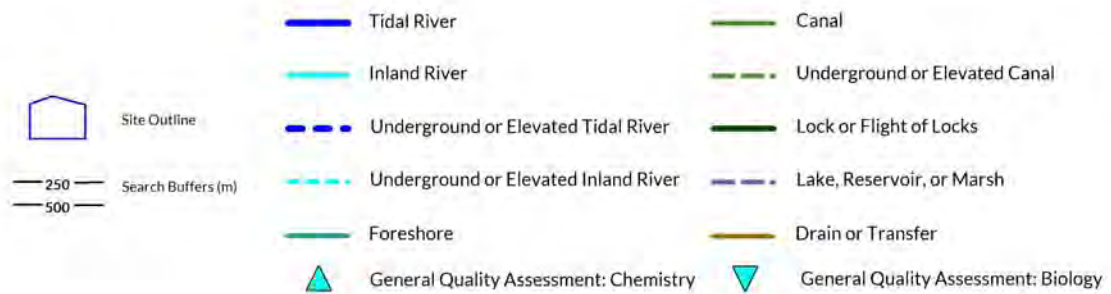 Tidal River
Canal
Inland River
Underground or Elevated Canal
Site Outline
Underground or Elevated Tidal River
Lock or Flight of Locks
250
Search Buffers (m)
500
Underground or Elevated Inland River
Lake, Reservoir, or Marsh
Foreshore
Drain or Transfer
General Quality Assessment: Chemistry
General Quality Assessment: Biology